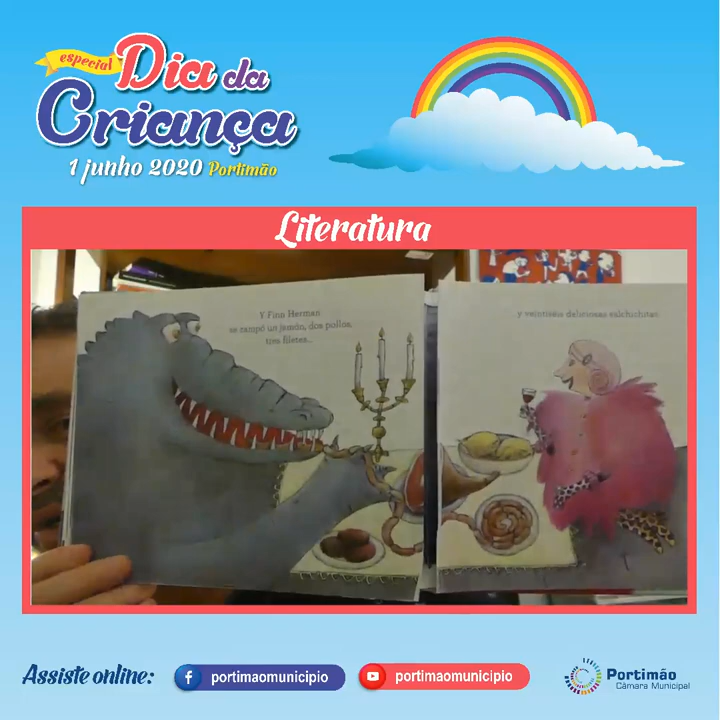 especial
Dia da
Criança
1 junho 2020 Portimão
Literatura
Y Finn Herman
se zampó un jamón, dos pollos,
tres filetes...
y veintiséis deliciosas salchichitas.
Assiste online:
portimaomunicipio
portimaomunicipio
Portimão
Câmara Municipal